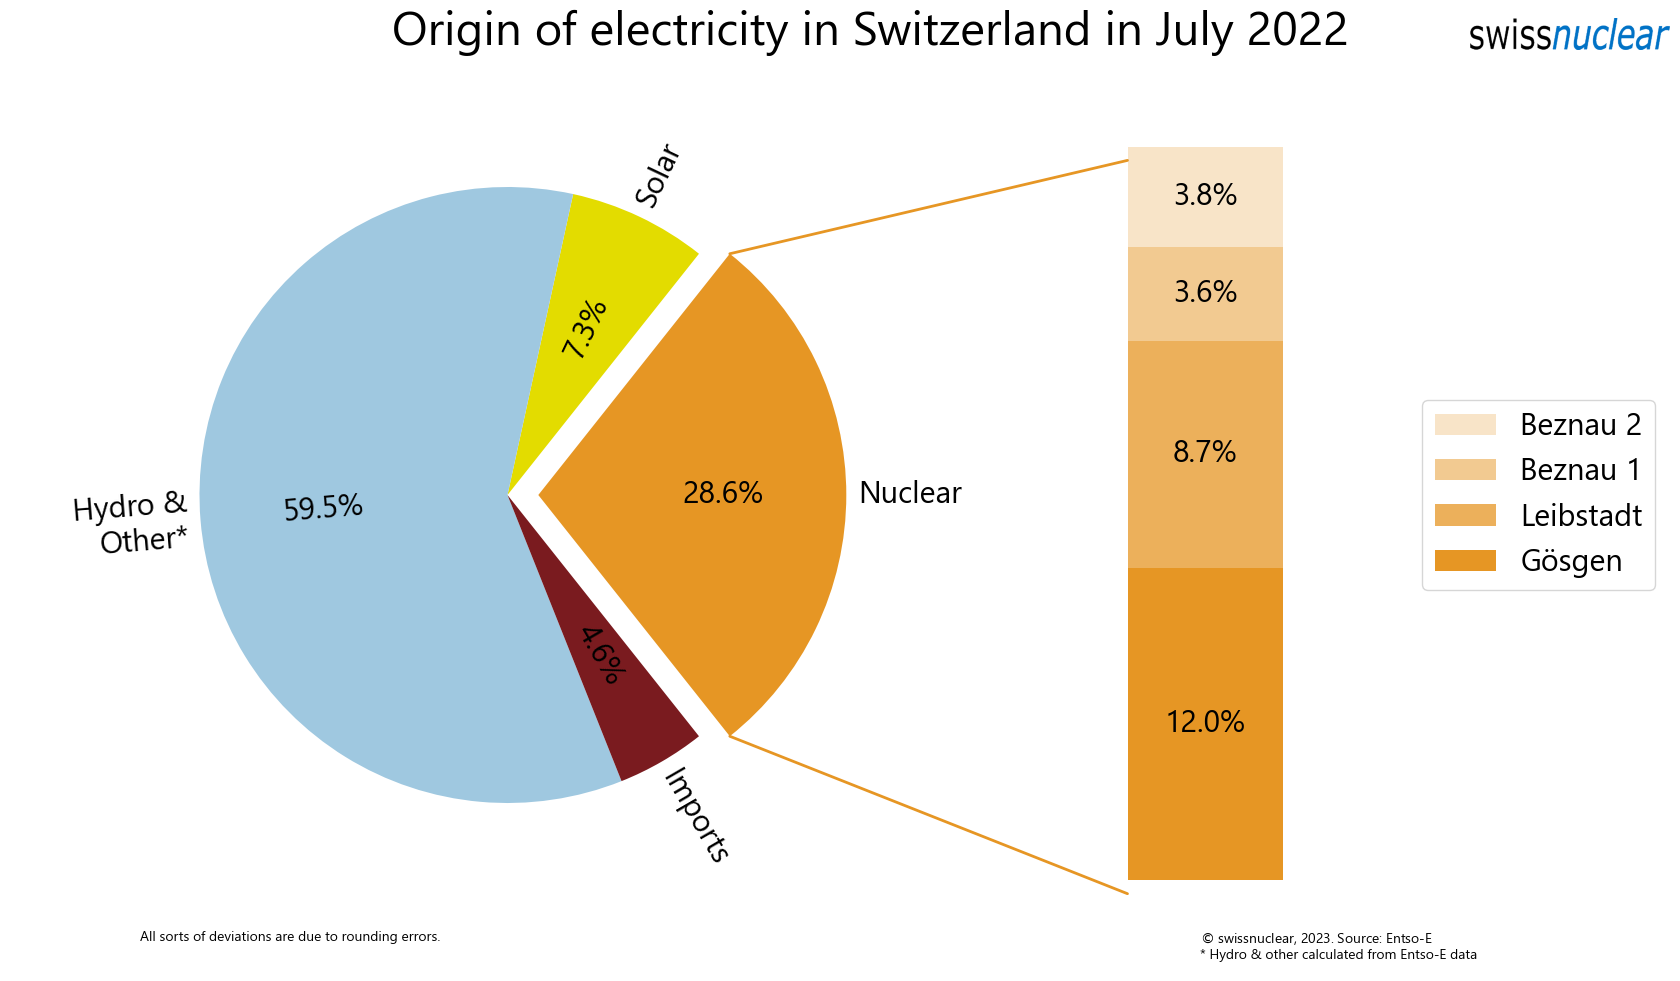 Origin of electricity in Switzerland in July 2022
swissnuclear
Solar
7.3%
Hydro &
Other*
59.5%
28.6%
Nuclear
4.6%
Imports
3.8%
3.6%
8.7%
12.0%
Beznau 2
Beznau 1
Leibstadt
Gösgen
All sorts of deviations are due to rounding errors.
© swissnuclear, 2023. Source: Entso-E
* Hydro & other calculated from Entso-E data